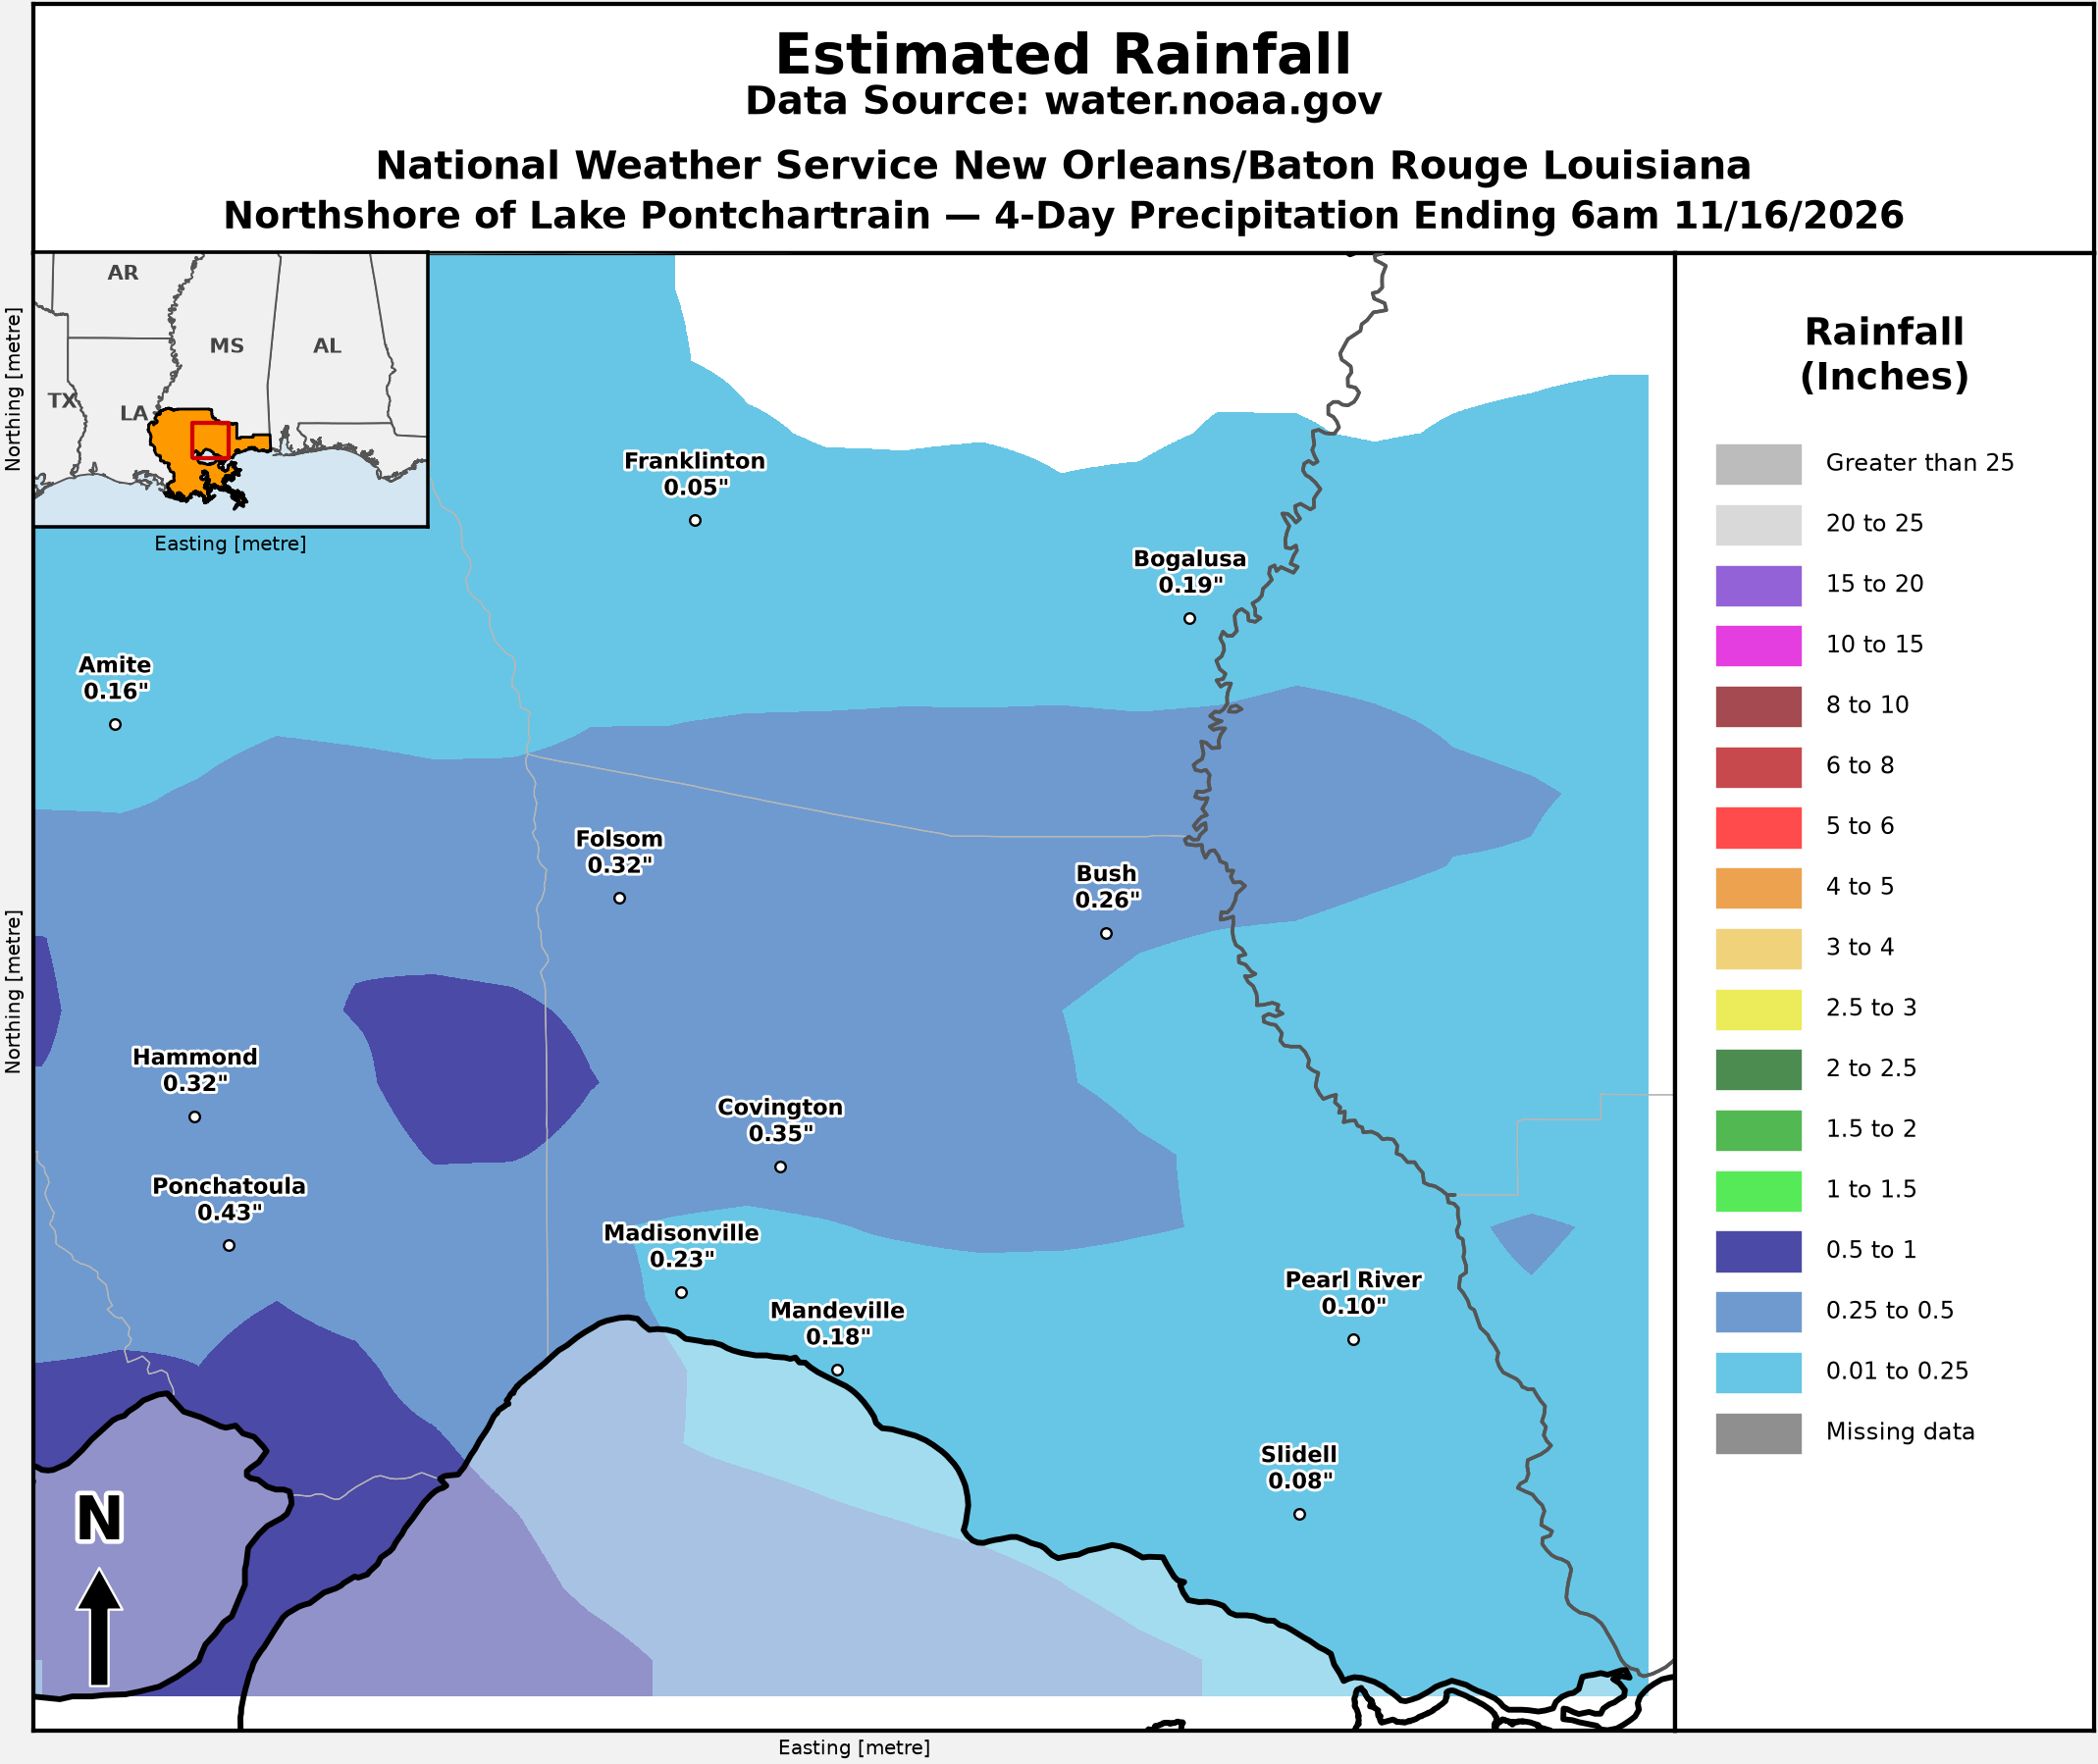 Estimated Rainfall
Data Source: water.noaa.gov
National Weather Service New Orleans/Baton Rouge Louisiana
Northshore of Lake Pontchartrain — 4-Day Precipitation Ending 6am 11/16/2026
Northing [metre]
AR
MS
AL
TX
LA
Easting [metre]
Rainfall
(Inches)
Greater than 25
20 to 25
15 to 20
10 to 15
8 to 10
6 to 8
5 to 6
4 to 5
3 to 4
2.5 to 3
2 to 2.5
1.5 to 2
1 to 1.5
0.5 to 1
0.25 to 0.5
0.01 to 0.25
Missing data
Franklinton
0.05"
Bogalusa
0.19"
Amite
0.16"
Folsom
0.32"
Bush
0.26"
Northing [metre]
Hammond
0.32"
Covington
0.35"
Ponchatoula
0.43"
Madisonville
0.23"
Mandeville
0.18"
Pearl River
0.10"
Slidell
0.08"
N
Easting [metre]